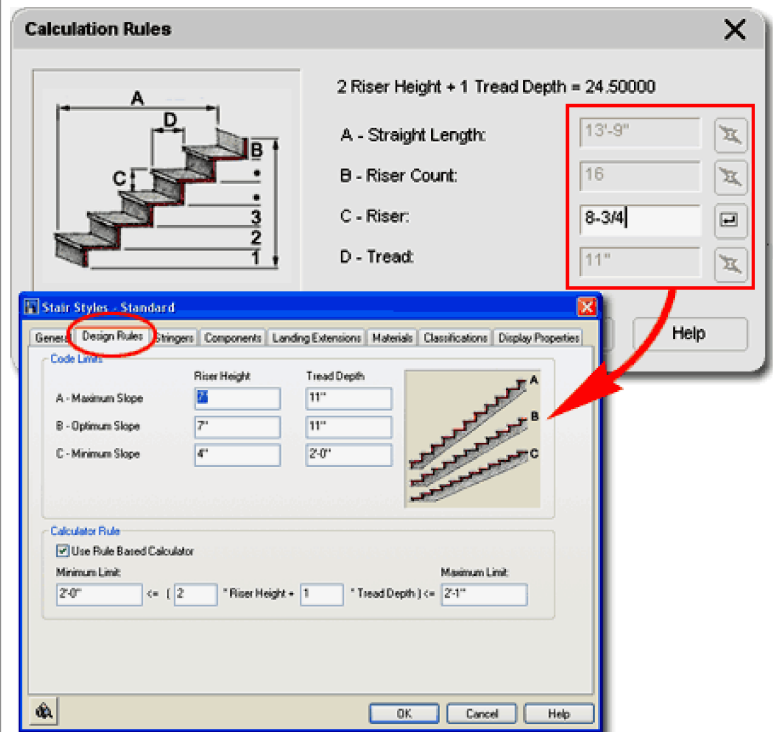 Calculation Rules
2 Riser Height + 1 Tread Depth = 24.50000
A
D
B
C
3
2
1
A - Straight Length: 13'-9"
B - Riser Count: 16
C - Riser: 8-3/4
D - Tread: 11"
Help
Stair Styles - Standard
General Design Rules Stringers Components Landing Extensions Materials Classifications Display Properties
Code Limits
Riser Height Tread Depth
A - Maximum Slope 7" 11"
B - Optimum Slope 7" 11"
C - Minimum Slope 4" 2'-0"
A
B
C
Calculator Rule
Use Rule Based Calculator
Minimum Limit: Maximum Limit:
2'-0" <= ( 2 * Riser Height + 1 * Tread Depth ) <= 2'-1"
OK Cancel Help